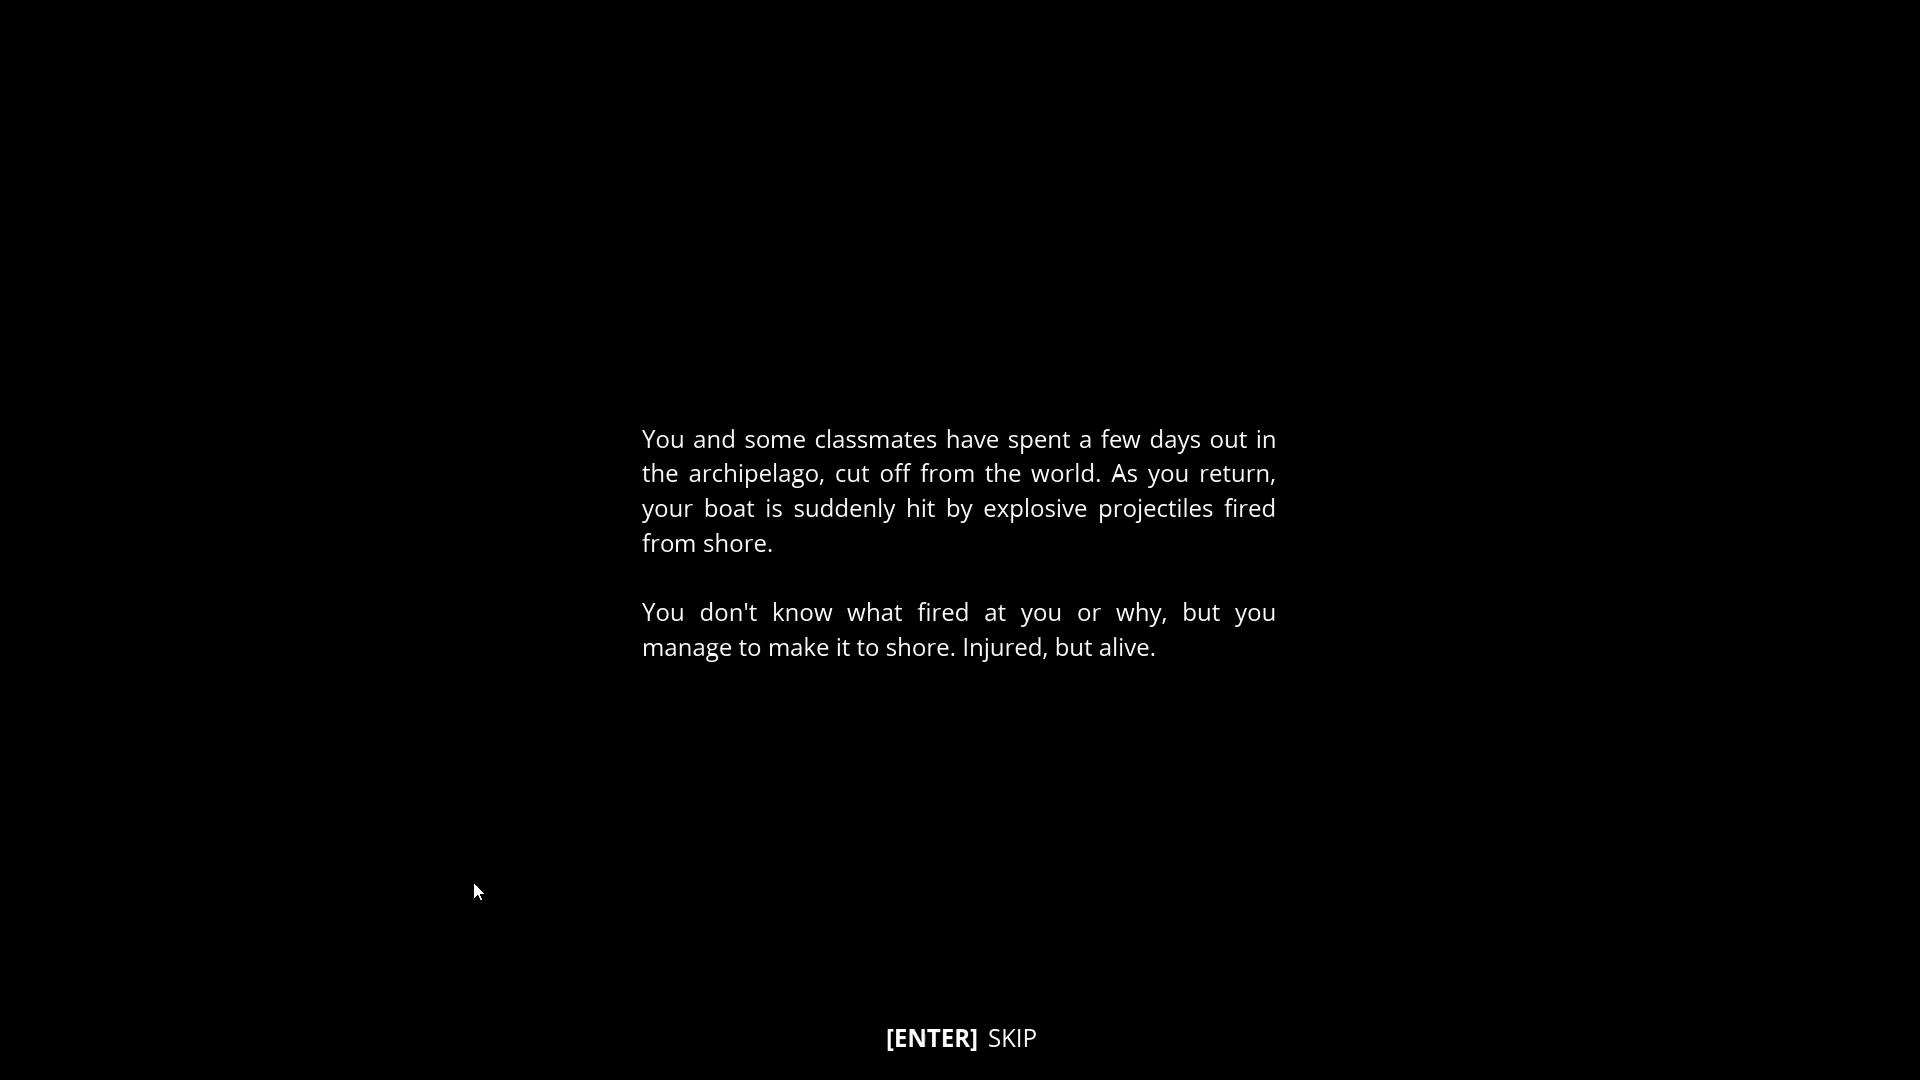 You and some classmates have spent a few days out in
the archipelago, cut off from the world. As you return,
your boat is suddenly hit by explosive projectiles fired
from shore.
You don't know what fired at you or why, but you
manage to make it to shore. Injured, but alive.
[ENTER] SKIP